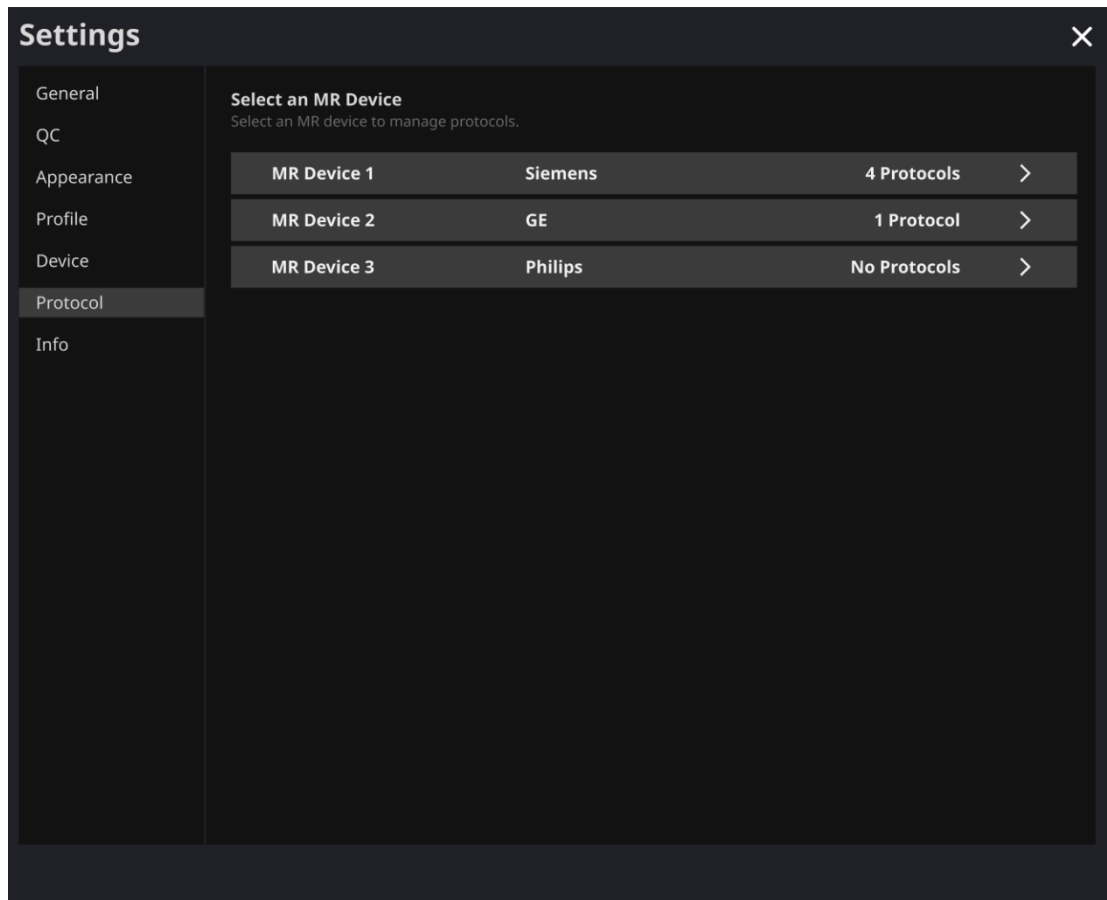 Settings
General
QC
Appearance
Profile
Device
Protocol
Info
Select an MR Device
Select an MR device to manage protocols.
MR Device 1 Siemens 4 Protocols
MR Device 2 GE 1 Protocol
MR Device 3 Philips No Protocols